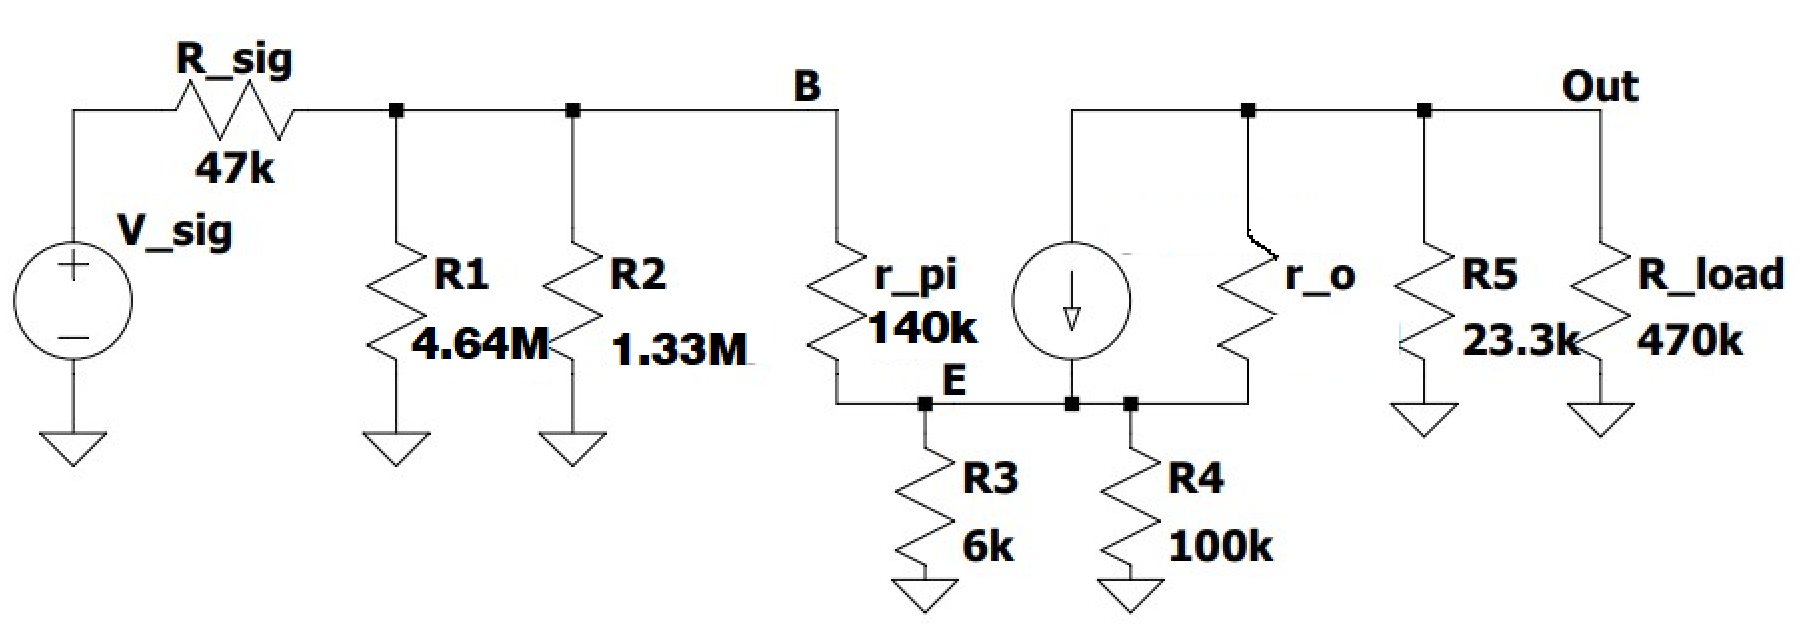 R_sig
47k
V_sig
+
−
R1
4.64M
R2
1.33M
B
r_pi
140k
E
R3
6k
R4
100k
r_o
R5
23.3k
Out
R_load
470k